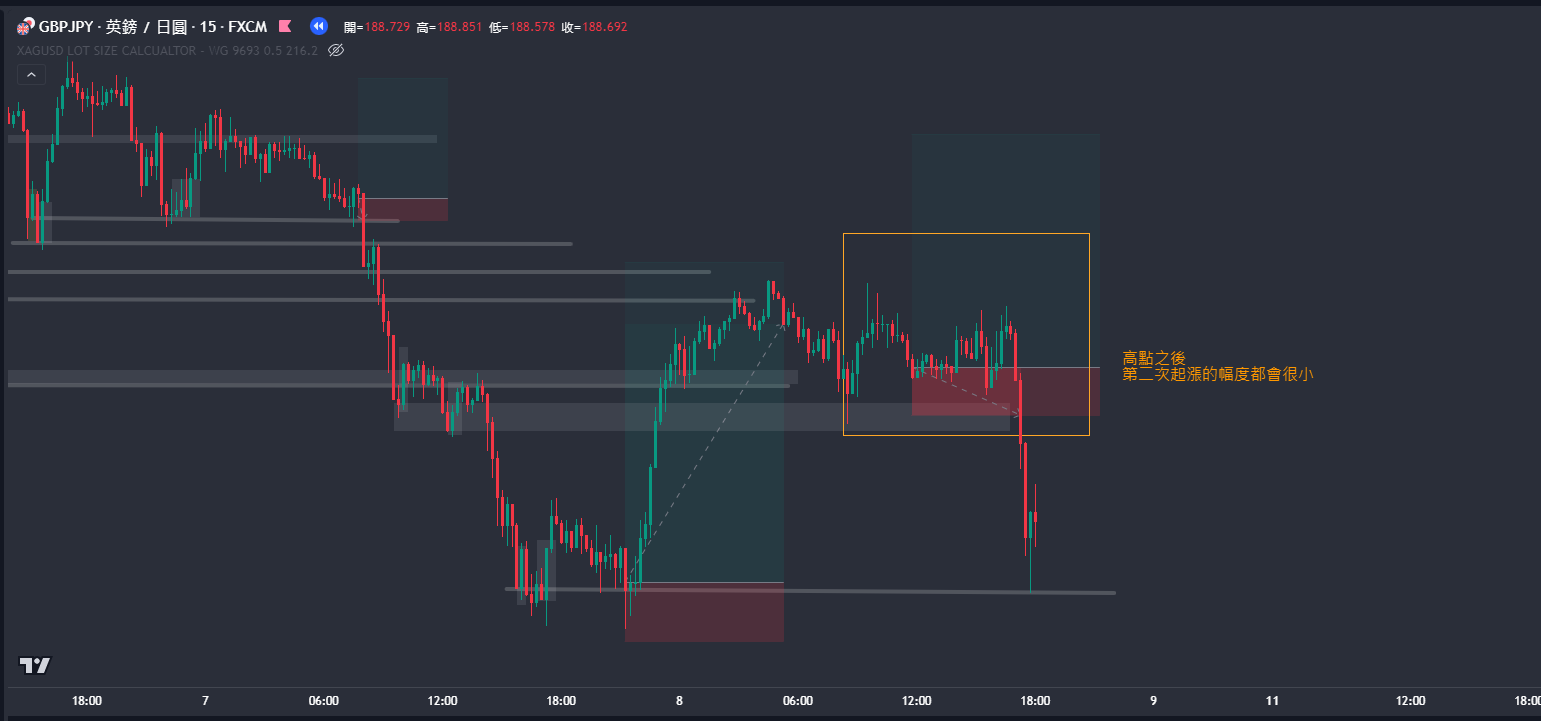 GBPJPY · 英鎊 / 日圓 · 15 · FXCM 開=188.729 高=188.851 低=188.578 收=188.692
XAGUSD LOT SIZE CALCUALTOR - WG 9693 0.5 216.2
高點之後
第二次起漲的幅度都會很小
18:00 7 06:00 12:00 18:00 8 06:00 12:00 18:00 9 11 12:00 18:00